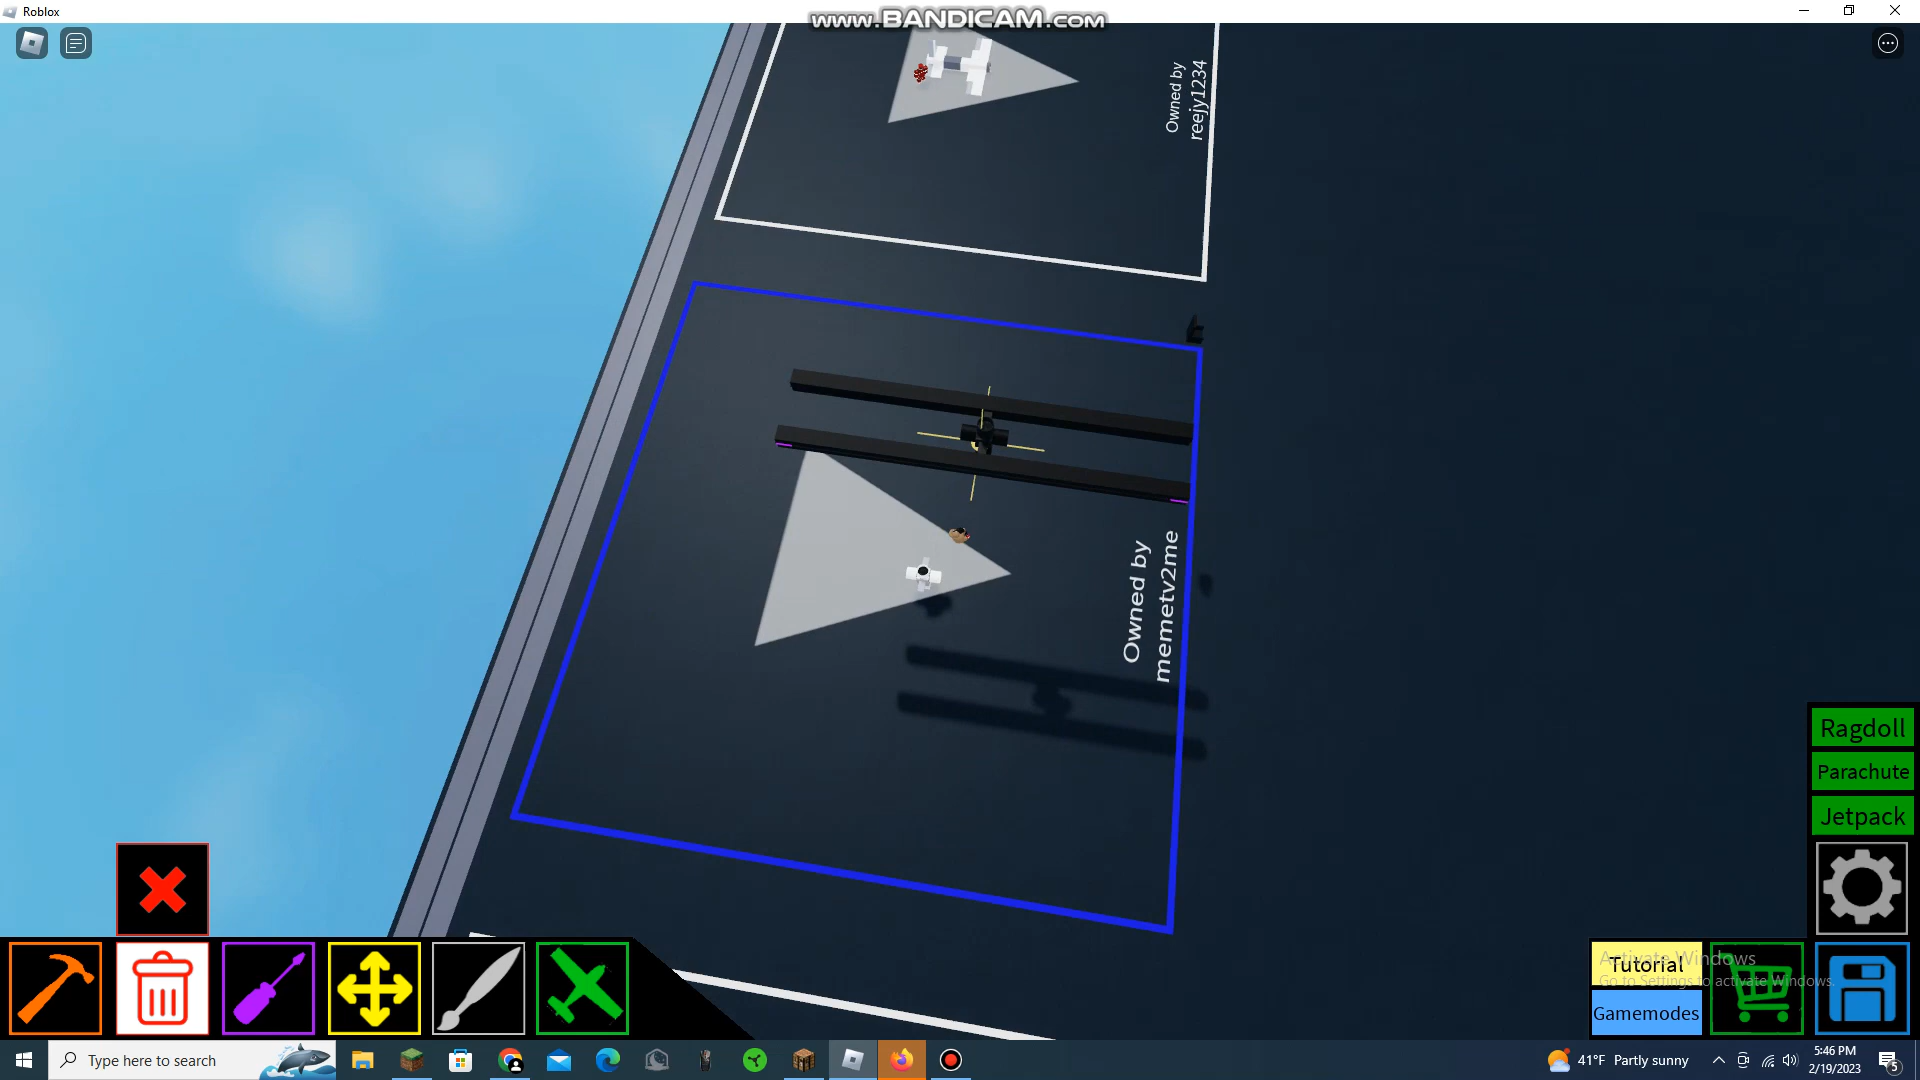 Roblox
www.BANDICAM.com
Owned by
reejy1234
Owned by
memetv2me
Ragdoll
Parachute
Jetpack
Tutorial
Gamemodes
Activate Windows
Go to Settings to activate Windows.
Type here to search
41°F Partly sunny
5:46 PM
2/19/2023
5